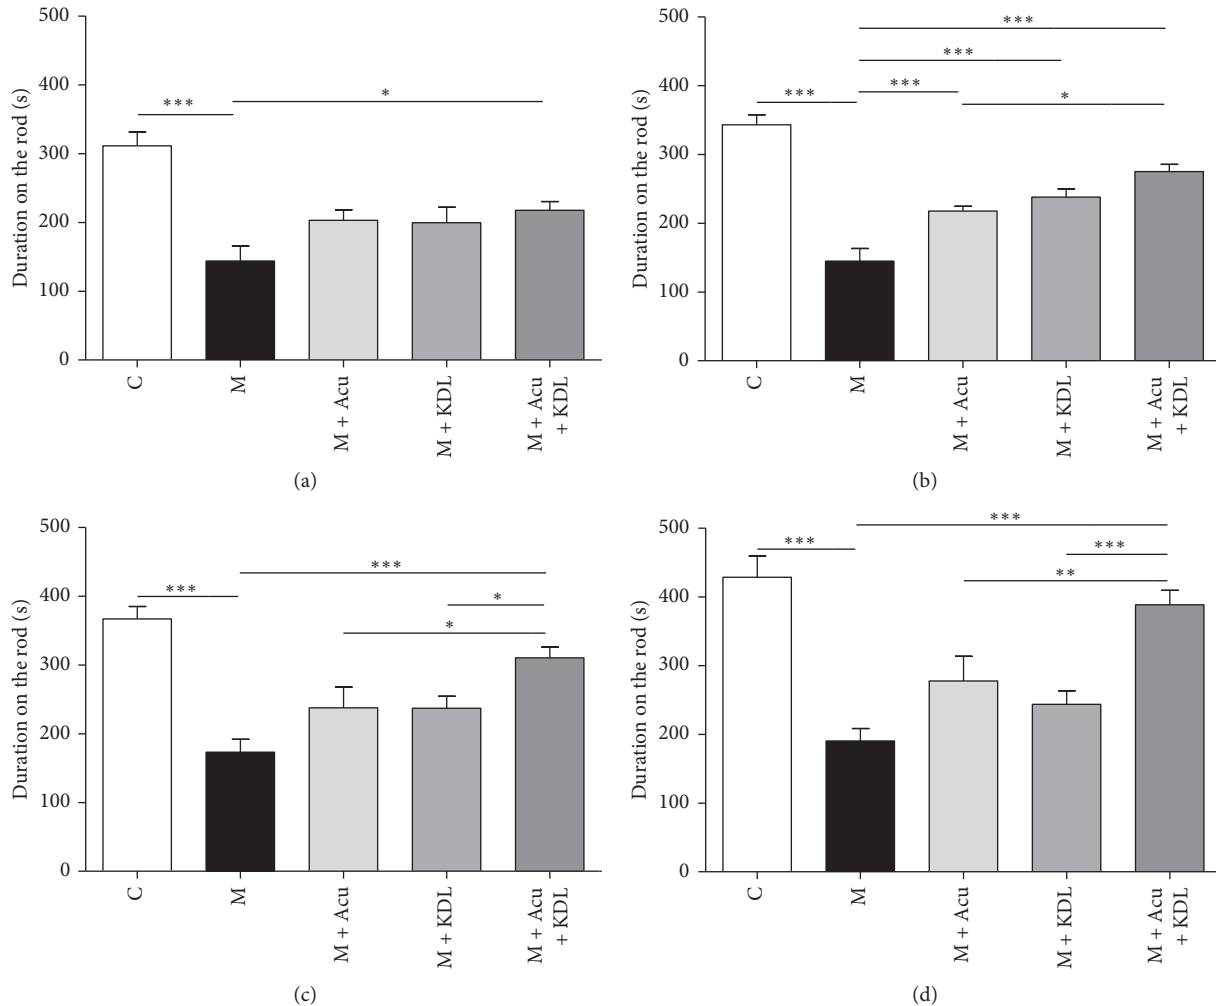 500
400
300
200
100
0
Duration on the rod (s)
***
*
C
M
M + Acu
M + KDL
M + Acu
+ KDL
(a)
500
400
300
200
100
0
Duration on the rod (s)
***
***
***
***
*
C
M
M + Acu
M + KDL
M + Acu
+ KDL
(b)
500
400
300
200
100
0
Duration on the rod (s)
***
***
*
*
C
M
M + Acu
M + KDL
M + Acu
+ KDL
(c)
500
400
300
200
100
0
Duration on the rod (s)
***
***
***
**
C
M
M + Acu
M + KDL
M + Acu
+ KDL
(d)